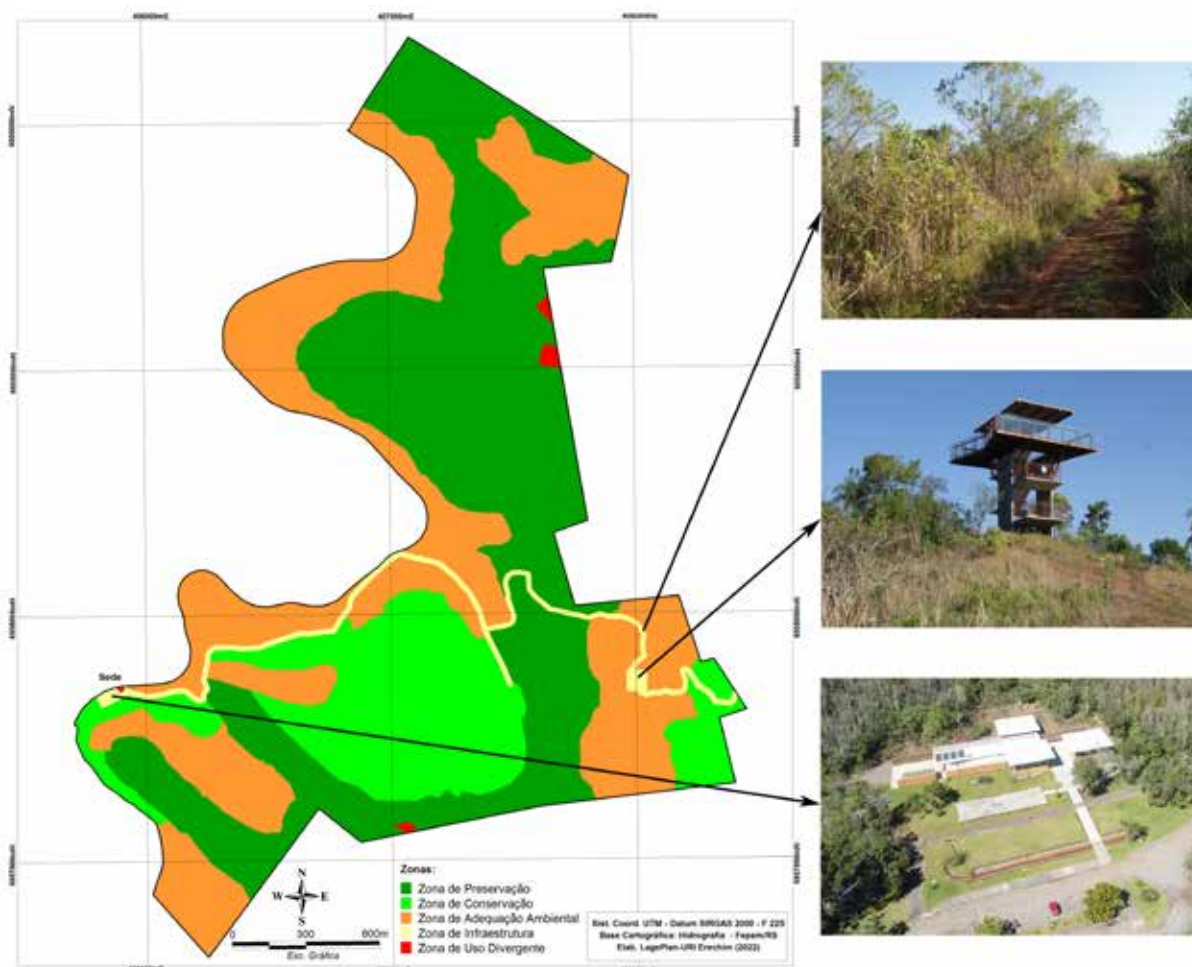 407000mE
Sede
Zonas:
Zona de Preservação
Zona de Conservação
Zona de Adequação Ambiental
Zona de Infraestrutura
Zona de Uso Divergente
N
W E
S
0 300 600m
Esc. Gráfica
Sist. Coord. UTM - Datum SIRGAS 2000 - F 22S
Base Cartográfica: Hidrografia - Fepam/RS
Elab. LagePlan-URI Erechim (2022)